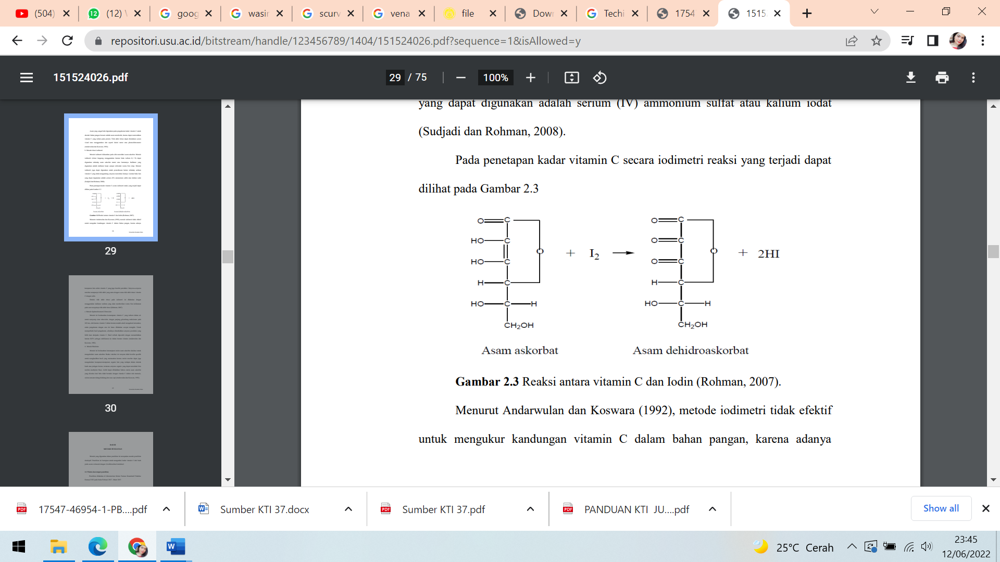 (504)
(12) W
goog
wasir
scurv
vena
file
Dow
Techi
1754
1515
repositori.usu.ac.id/bitstream/handle/123456789/1404/151524026.pdf?sequence=1&isAllowed=y
151524026.pdf
29 / 75
100%
29
30
yang dapat digunakan adalah serium (IV) ammonium sulfat atau kalium iodat
(Sudjadi dan Rohman, 2008).
Pada penetapan kadar vitamin C secara iodimetri reaksi yang terjadi dapat
dilihat pada Gambar 2.3
O C O C
HO C O C
O + I2 O + 2HI
HO C O C
H C H C
HO C H HO C H
CH2OH CH2OH
Asam askorbat Asam dehidroaskorbat
Gambar 2.3 Reaksi antara vitamin C dan Iodin (Rohman, 2007).
Menurut Andarwulan dan Koswara (1992), metode iodimetri tidak efektif
untuk mengukur kandungan vitamin C dalam bahan pangan, karena adanya
17547-46954-1-PB....pdf
Sumber KTI 37.docx
Sumber KTI 37.pdf
PANDUAN KTI JU....pdf
Show all
25°C Cerah
23:45
12/06/2022